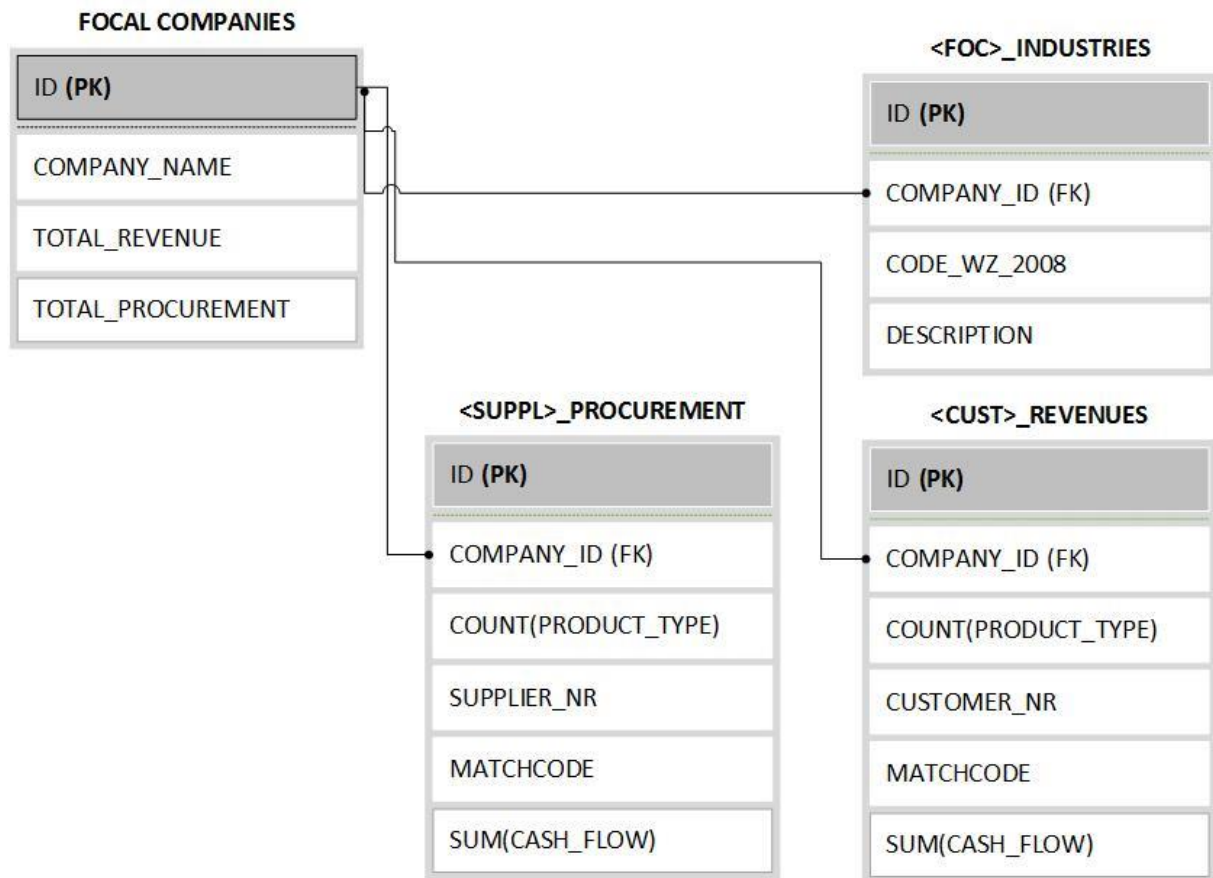 FOCAL COMPANIES
ID (PK)
COMPANY_NAME
TOTAL_REVENUE
TOTAL_PROCUREMENT
<FOC>_INDUSTRIES
ID (PK)
COMPANY_ID (FK)
CODE_WZ_2008
DESCRIPTION
<SUPPL>_PROCUREMENT
ID (PK)
COMPANY_ID (FK)
COUNT(PRODUCT_TYPE)
SUPPLIER_NR
MATCHCODE
SUM(CASH_FLOW)
<CUST>_REVENUES
ID (PK)
COMPANY_ID (FK)
COUNT(PRODUCT_TYPE)
CUSTOMER_NR
MATCHCODE
SUM(CASH_FLOW)